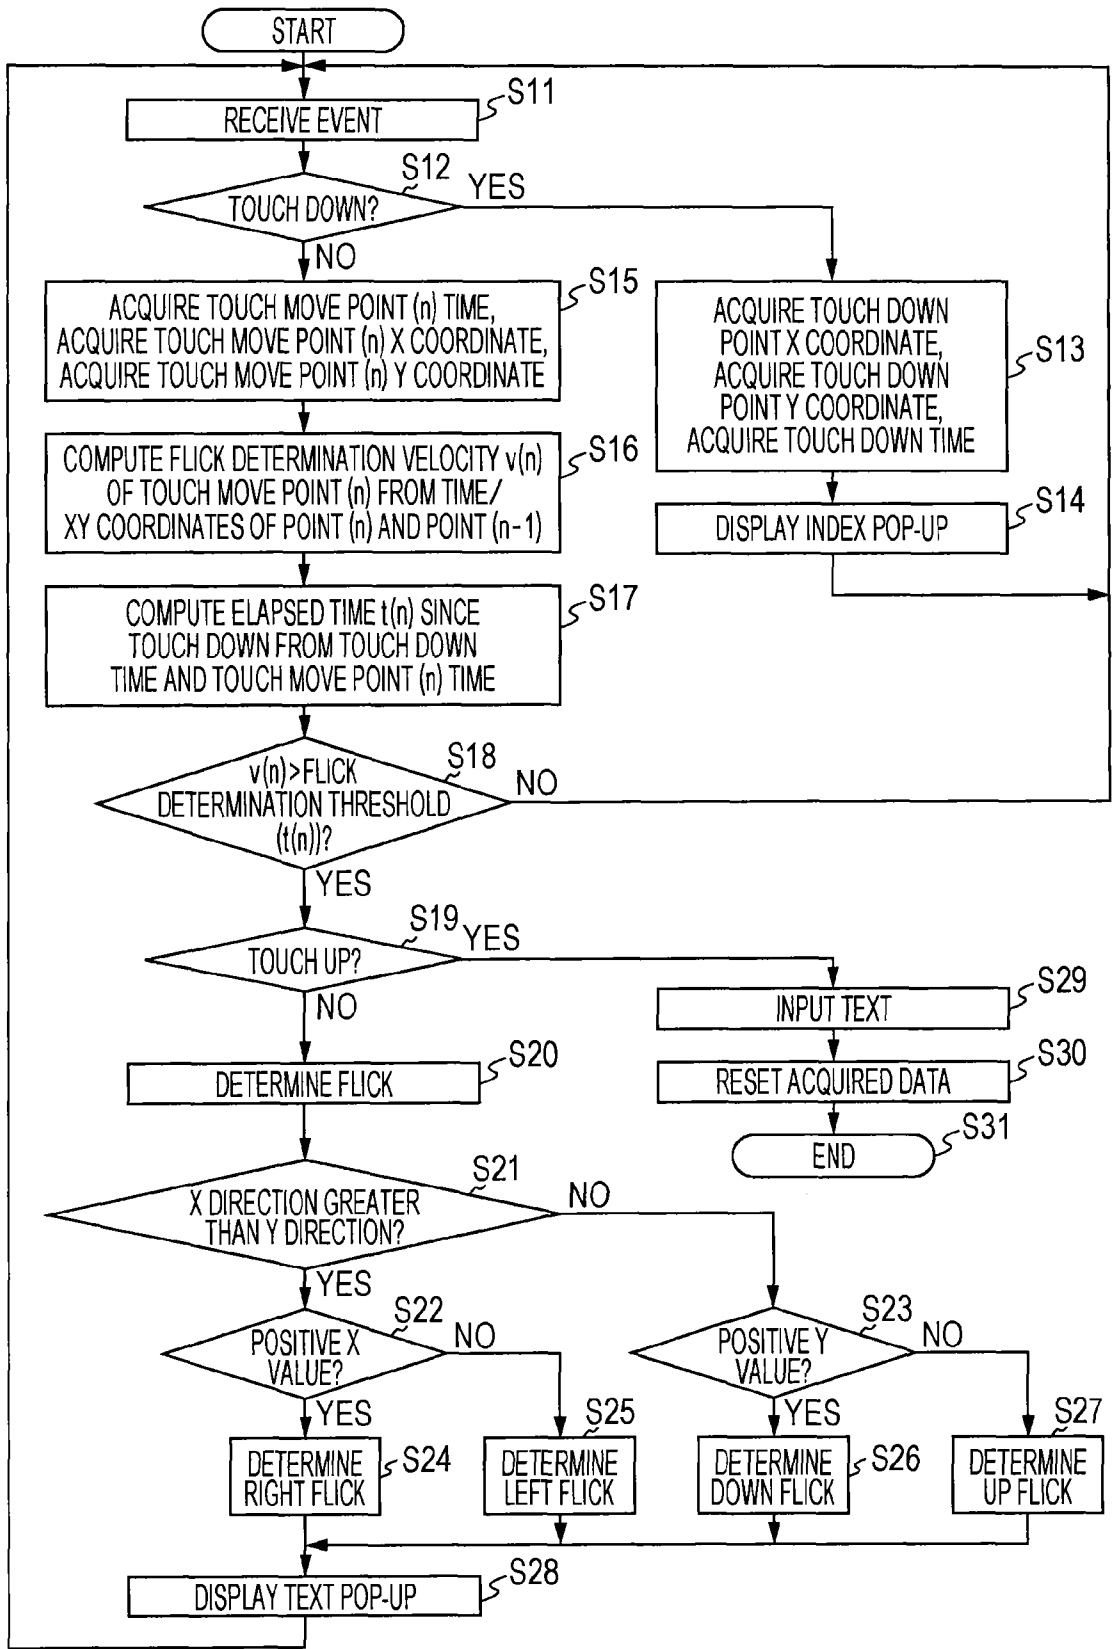 START
S11
RECEIVE EVENT
S12
TOUCH DOWN?
YES
NO
S15
ACQUIRE TOUCH MOVE POINT (n) TIME,
ACQUIRE TOUCH MOVE POINT (n) X COORDINATE,
ACQUIRE TOUCH MOVE POINT (n) Y COORDINATE
S13
ACQUIRE TOUCH DOWN
POINT X COORDINATE,
ACQUIRE TOUCH DOWN
POINT Y COORDINATE,
ACQUIRE TOUCH DOWN TIME
S16
COMPUTE FLICK DETERMINATION VELOCITY v(n)
OF TOUCH MOVE POINT (n) FROM TIME/
XY COORDINATES OF POINT (n) AND POINT (n-1)
S14
DISPLAY INDEX POP-UP
S17
COMPUTE ELAPSED TIME t(n) SINCE
TOUCH DOWN FROM TOUCH DOWN
TIME AND TOUCH MOVE POINT (n) TIME
S18
v(n)>FLICK
DETERMINATION THRESHOLD
(t(n))?
NO
YES
S19
TOUCH UP?
YES
NO
S29
INPUT TEXT
S20
DETERMINE FLICK
S30
RESET ACQUIRED DATA
S31
END
S21
X DIRECTION GREATER
THAN Y DIRECTION?
NO
YES
S22
POSITIVE X
VALUE?
NO
YES
S23
POSITIVE Y
VALUE?
NO
YES
S24
DETERMINE
RIGHT FLICK
S25
DETERMINE
LEFT FLICK
S26
DETERMINE
DOWN FLICK
S27
DETERMINE
UP FLICK
S28
DISPLAY TEXT POP-UP